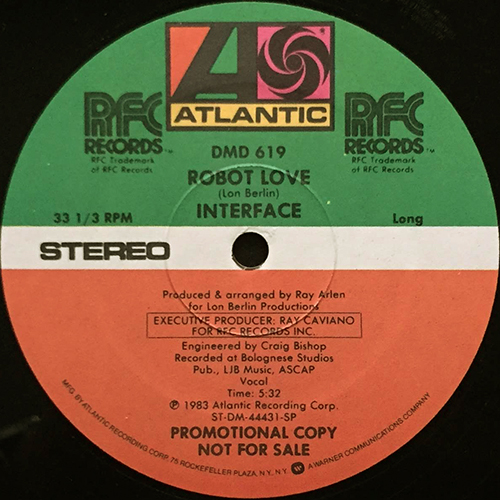 ATLANTIC
RFC
RECORDS™
RFC Trademark
of RFC Records
RFC
RECORDS™
RFC Trademark
of RFC Records
DMD 619
ROBOT LOVE
(Lon Berlin)
INTERFACE
33 1/3 RPM
Long
STEREO
Produced & arranged by Ray Arlen
for Lon Berlin Productions
EXECUTIVE PRODUCER: RAY CAVIANO
FOR RFC RECORDS INC.
Engineered by Craig Bishop
Recorded at Bolognese Studios
Pub., LJB Music, ASCAP
Vocal
Time: 5:32
℗ 1983 Atlantic Recording Corp.
ST-DM-44431-SP
PROMOTIONAL COPY
NOT FOR SALE
MFG. BY ATLANTIC RECORDING CORP. 75 ROCKEFELLER PLAZA, N.Y., N.Y. A WARNER COMMUNICATIONS COMPANY